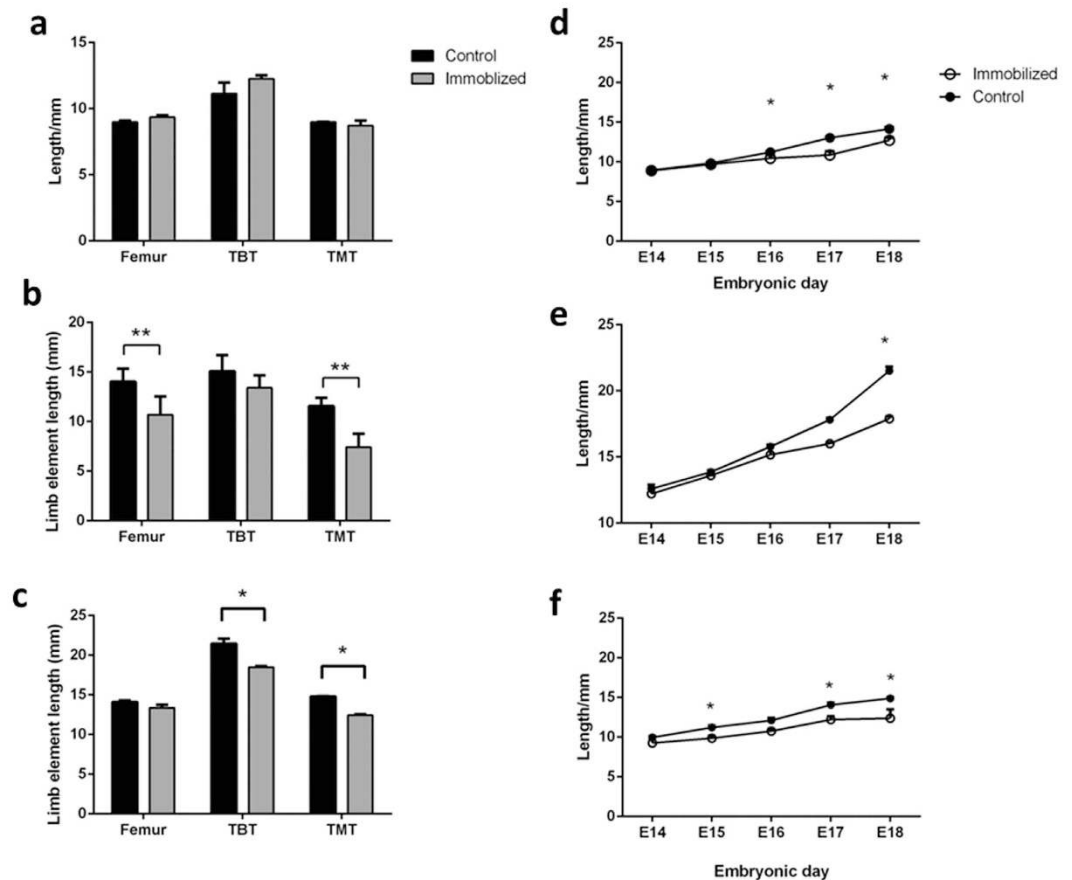 a
15
10
5
0
Length/mm
Femur TBT TMT
Control
Immoblized
b
20
15
10
5
0
Limb element length (mm)
** **
Femur TBT TMT
c
25
20
15
10
5
0
Limb element length (mm)
* *
Femur TBT TMT
d
25
20
15
10
5
0
Length/mm
* * *
E14 E15 E16 E17 E18
Embryonic day
Immobilized
Control
e
25
20
15
10
Length/mm
*
E14 E15 E16 E17 E18
f
25
20
15
10
5
0
Length/mm
* * *
E14 E15 E16 E17 E18
Embryonic day